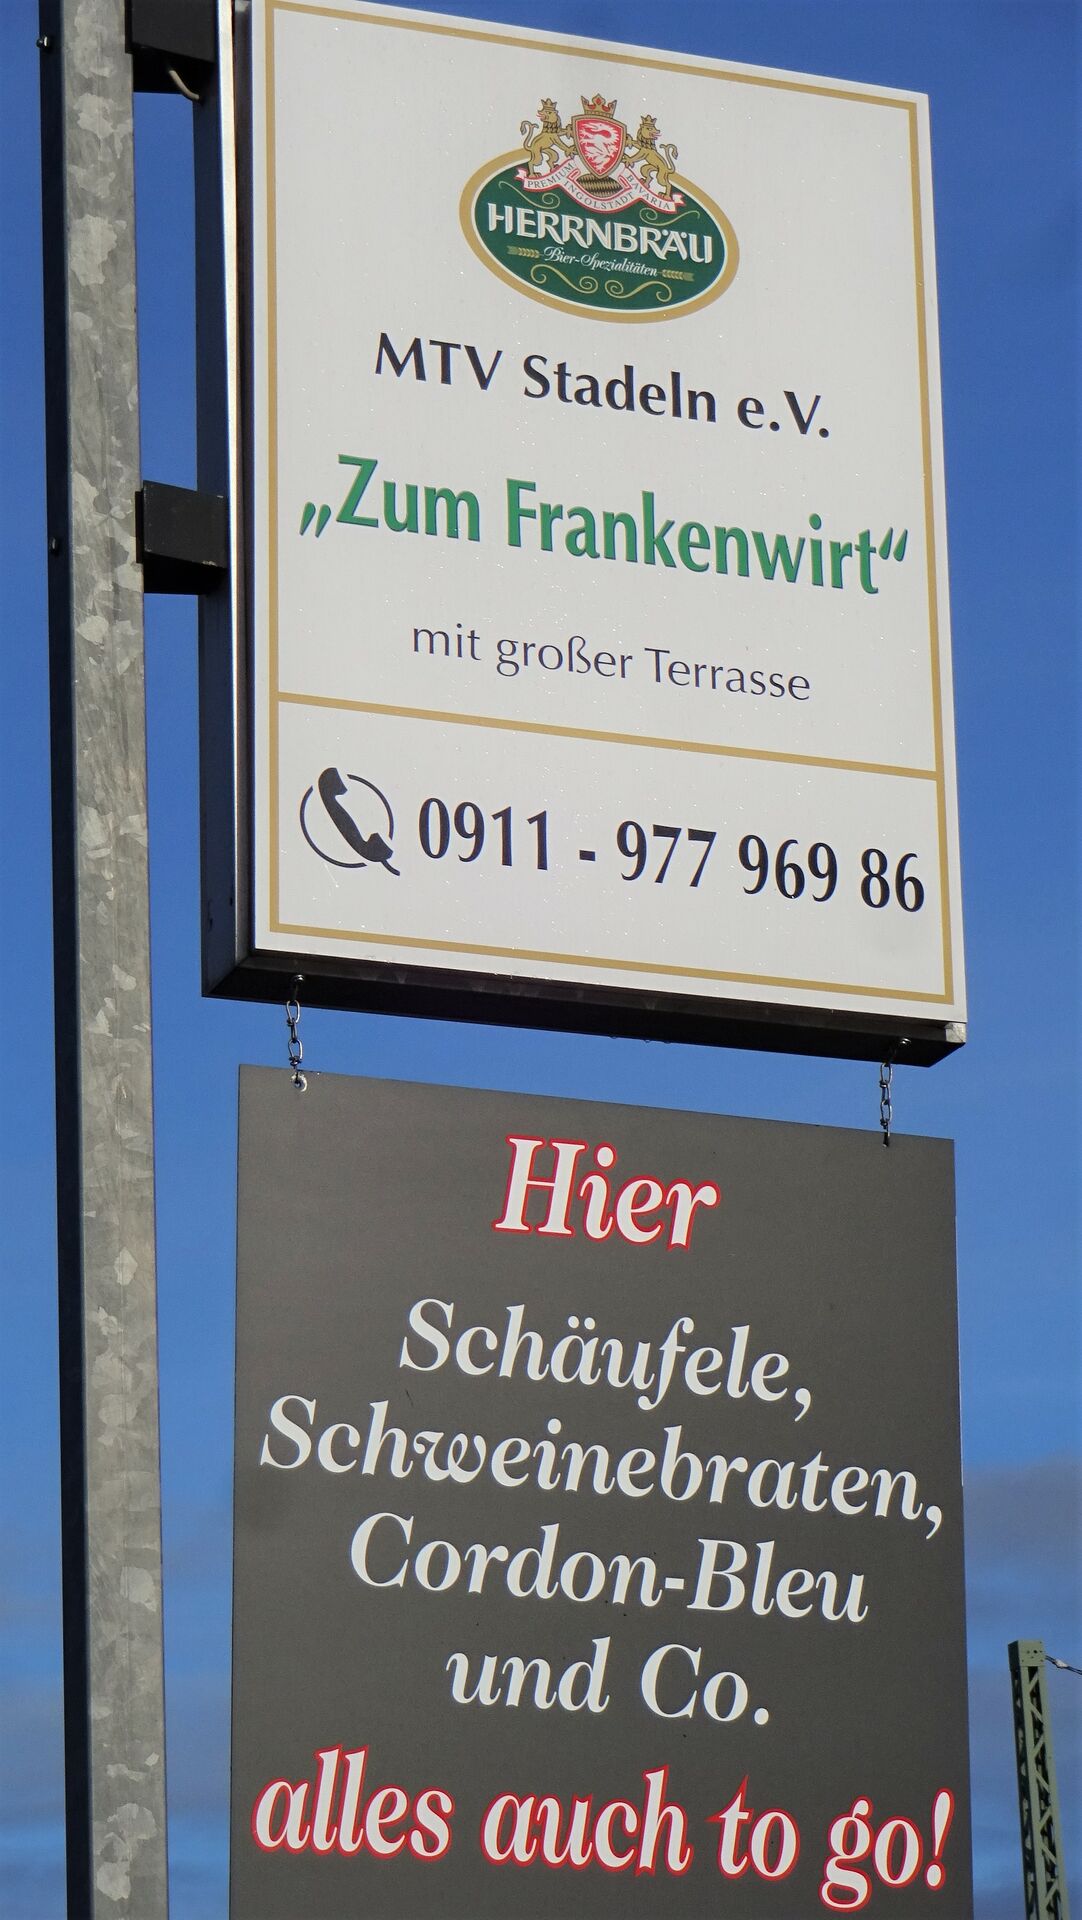 PREMIUM BAVARIA
INGOLSTADT
HERRNBRÄU
Bier-Spezialitäten
MTV Stadeln e.V.
„Zum Frankenwirt“
mit großer Terrasse
0911 - 977 969 86
Hier
Schäufele,
Schweinebraten,
Cordon-Bleu
und Co.
alles auch to go!